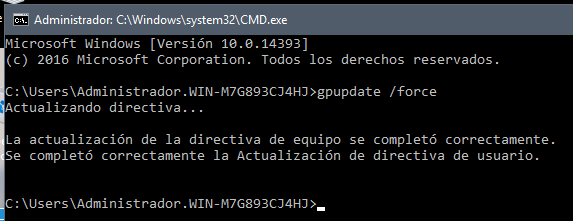 Administrador: C:\Windows\system32\CMD.exe
Microsoft Windows [Versión 10.0.14393]
(c) 2016 Microsoft Corporation. Todos los derechos reservados.
C:\Users\Administrador.WIN-M7G893CJ4HJ>gpupdate /force
Actualizando directiva...
La actualización de la directiva de equipo se completó correctamente.
Se completó correctamente la Actualización de directiva de usuario.
C:\Users\Administrador.WIN-M7G893CJ4HJ>